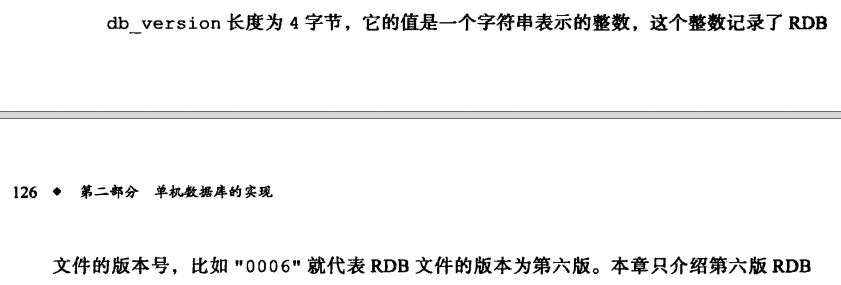 db_version 长度为 4 字节，它的值是一个字符串表示的整数，这个整数记录了 RDB
126 ◆ 第二部分 单机数据库的实现
文件的版本号，比如 "0006" 就代表 RDB 文件的版本为第六版。本章只介绍第六版 RDB